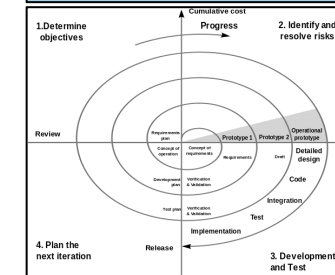 Cumulative cost
1.Determine
objectives
Progress
2. Identify and
resolve risks
Review
Requirements
plan
Prototype 1
Prototype 2
Operational
prototype
Concept of
operation
Concept of
requirements
Requirements
Draft
Detailed
design
Development
plan
Verification
& Validation
Code
Integration
Test plan
Verification
& Validation
Test
Implementation
4. Plan the
next iteration
Release
3. Development
and Test